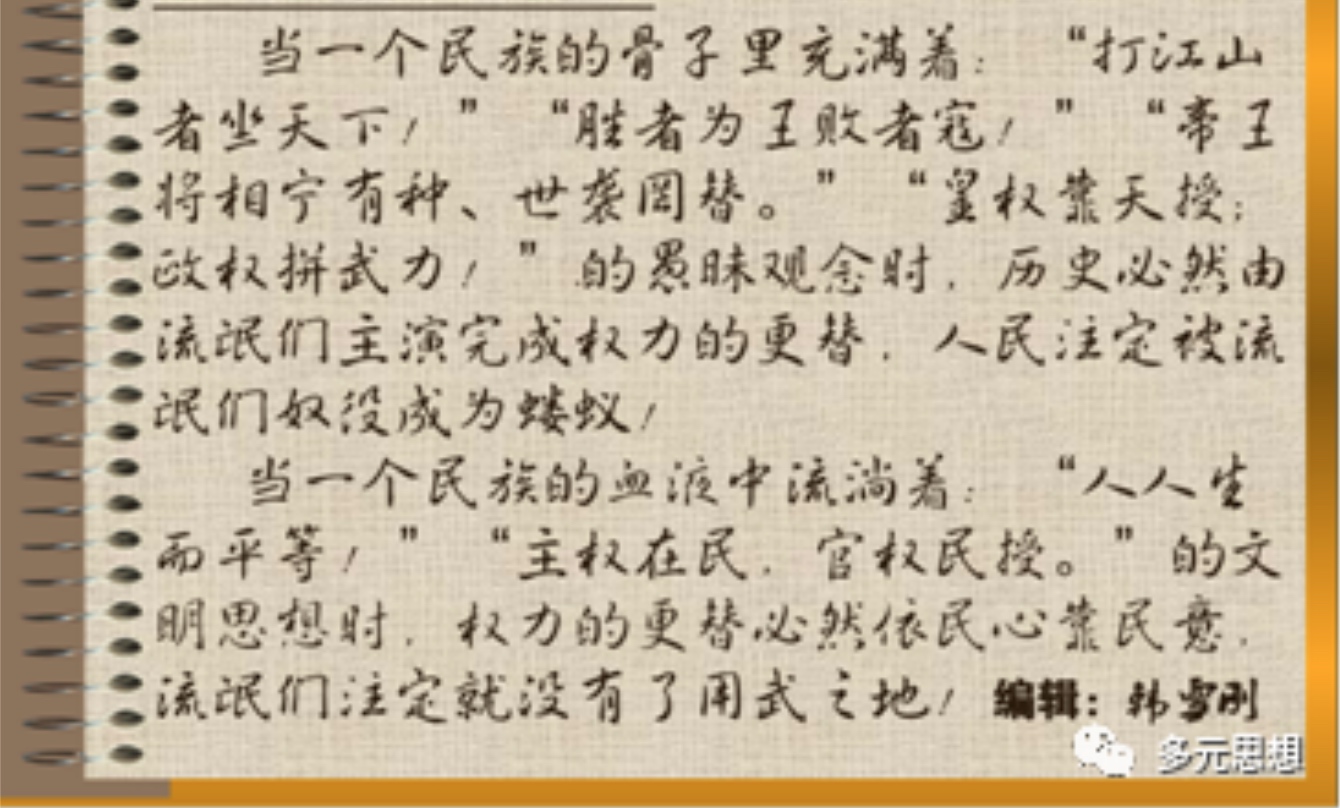 当一个民族的骨子里充满着：“打江山
者坐天下！”“胜者为王败者寇！”“帝王
将相宁有种、世袭罔替。”“皇权靠天授；
政权拼武力！”的愚昧观念时，历史必然由
流氓们主演完成权力的更替，人民注定被流
氓们奴役成为蝼蚁！
当一个民族的血液中流淌着：“人人生
而平等！”“主权在民，官权民授。”的文
明思想时，权力的更替必然依民心靠民意，
流氓们注定就没有了用武之地！编辑：韩雪刚
多元思想